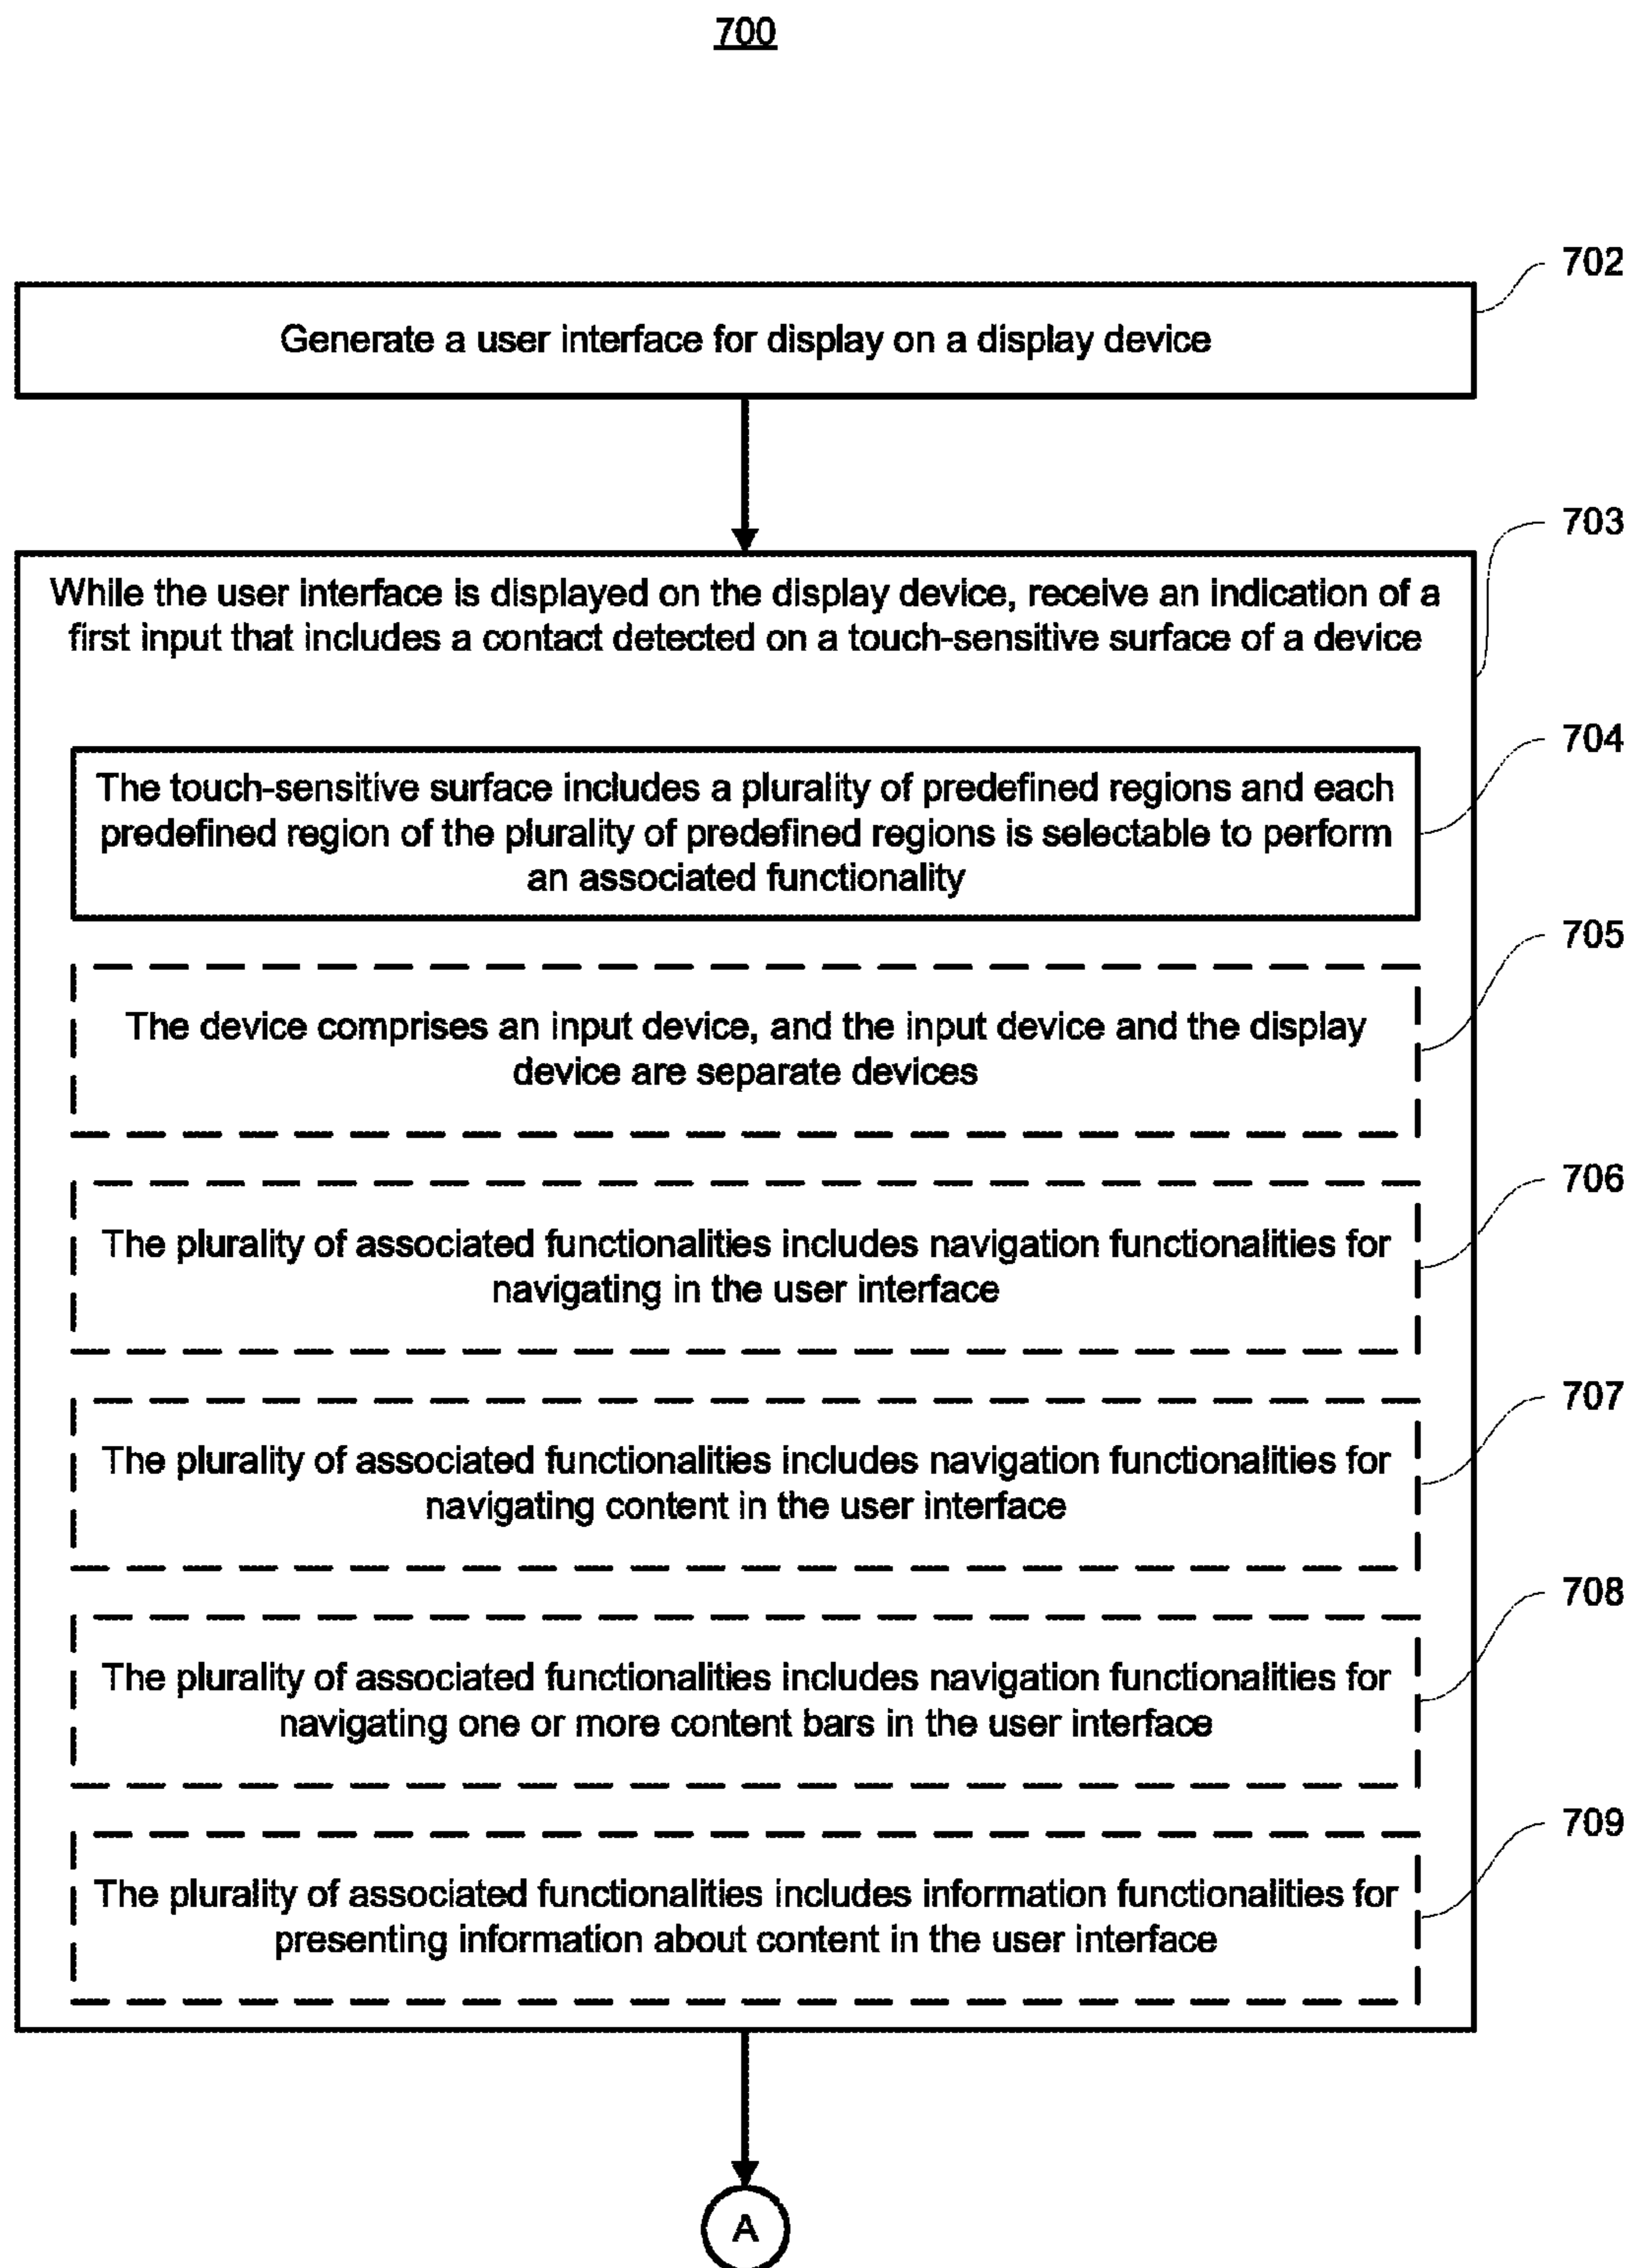 700
702
Generate a user interface for display on a display device
703
While the user interface is displayed on the display device, receive an indication of a
first input that includes a contact detected on a touch-sensitive surface of a device
704
The touch-sensitive surface includes a plurality of predefined regions and each
predefined region of the plurality of predefined regions is selectable to perform
an associated functionality
705
The device comprises an input device, and the input device and the display
device are separate devices
706
The plurality of associated functionalities includes navigation functionalities for
navigating in the user interface
707
The plurality of associated functionalities includes navigation functionalities for
navigating content in the user interface
708
The plurality of associated functionalities includes navigation functionalities for
navigating one or more content bars in the user interface
709
The plurality of associated functionalities includes information functionalities for
presenting information about content in the user interface
A